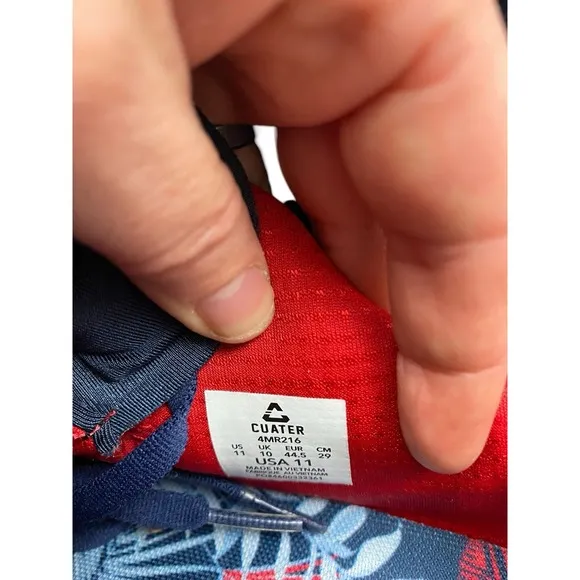 CUATER
4MR216
US UK EUR CM
11 10 44.5 29
USA 11
MADE IN VIETNAM
FABRIQUÉ AU VIETNAM